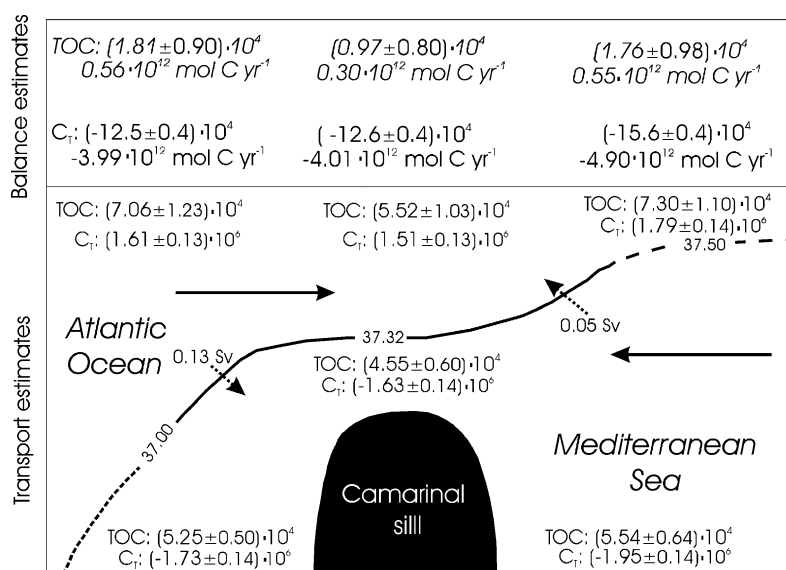 Balance estimates
TOC: (1.81±0.90)·10⁴
0.56·10¹² mol C yr⁻¹
(0.97±0.80)·10⁴
0.30·10¹² mol C yr⁻¹
(1.76±0.98)·10⁴
0.55·10¹² mol C yr⁻¹
C_T: (-12.5±0.4)·10⁴
-3.99·10¹² mol C yr⁻¹
(-12.6±0.4)·10⁴
-4.01·10¹² mol C yr⁻¹
(-15.6±0.4)·10⁴
-4.90·10¹² mol C yr⁻¹
Transport estimates
TOC: (7.06±1.23)·10⁴
C_T: (1.61±0.13)·10⁶
TOC: (5.52±1.03)·10⁴
C_T: (1.51±0.13)·10⁶
TOC: (7.30±1.10)·10⁴
C_T: (1.79±0.14)·10⁶
37.50
Atlantic
Ocean
0.13 Sv
37.32
0.05 Sv
TOC: (4.55±0.60)·10⁴
C_T: (-1.63±0.14)·10⁶
37.00
Mediterranean
Sea
Camarinal
silll
TOC: (5.25±0.50)·10⁴
C_T: (-1.73±0.14)·10⁶
TOC: (5.54±0.64)·10⁴
C_T: (-1.95±0.14)·10⁶